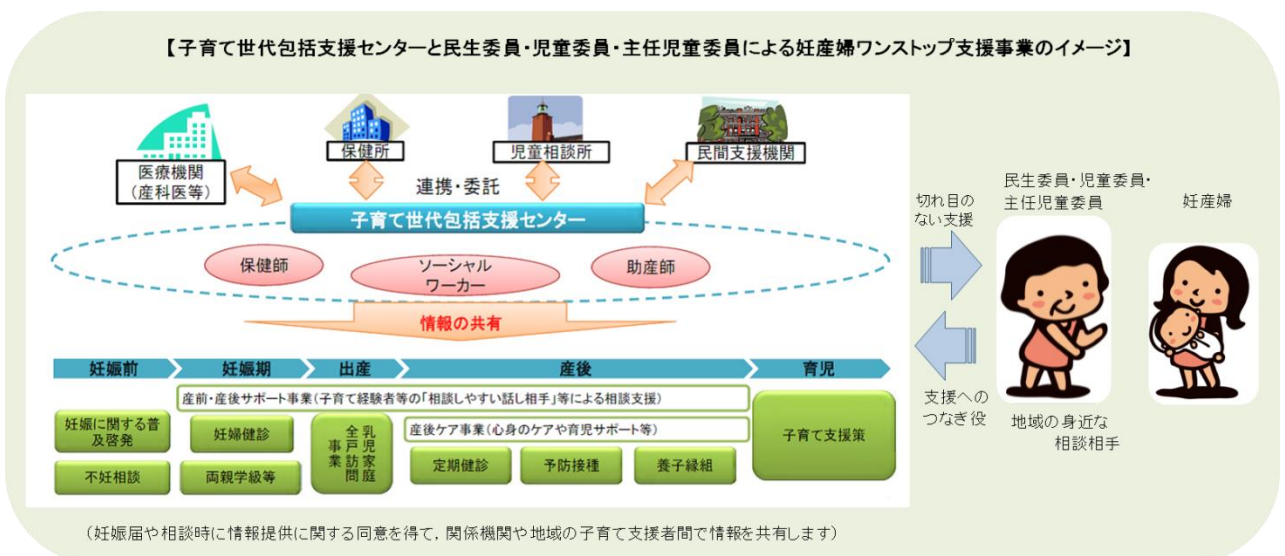 【子育て世代包括支援センターと民生委員・児童委員・主任児童委員による妊産婦ワンストップ支援事業のイメージ】
医療機関
(産科医等)
保健所
児童相談所
民間支援機関
連携・委託
子育て世代包括支援センター
保健師
ソーシャル
ワーカー
助産師
情報の共有
妊娠前
妊娠期
出産
産後
育児
産前・産後サポート事業(子育て経験者等の「相談しやすい話し相手」等による相談支援)
妊娠に関する普
及啓発
妊婦健診
乳児家庭
全戸訪問
事業
産後ケア事業(心身のケアや育児サポート等)
子育て支援策
不妊相談
両親学級等
定期健診
予防接種
養子縁組
切れ目の
ない支援
民生委員・児童委員・
主任児童委員
妊産婦
支援への
つなぎ役
地域の身近な
相談相手
(妊娠届や相談時に情報提供に関する同意を得て,関係機関や地域の子育て支援者間で情報を共有します)